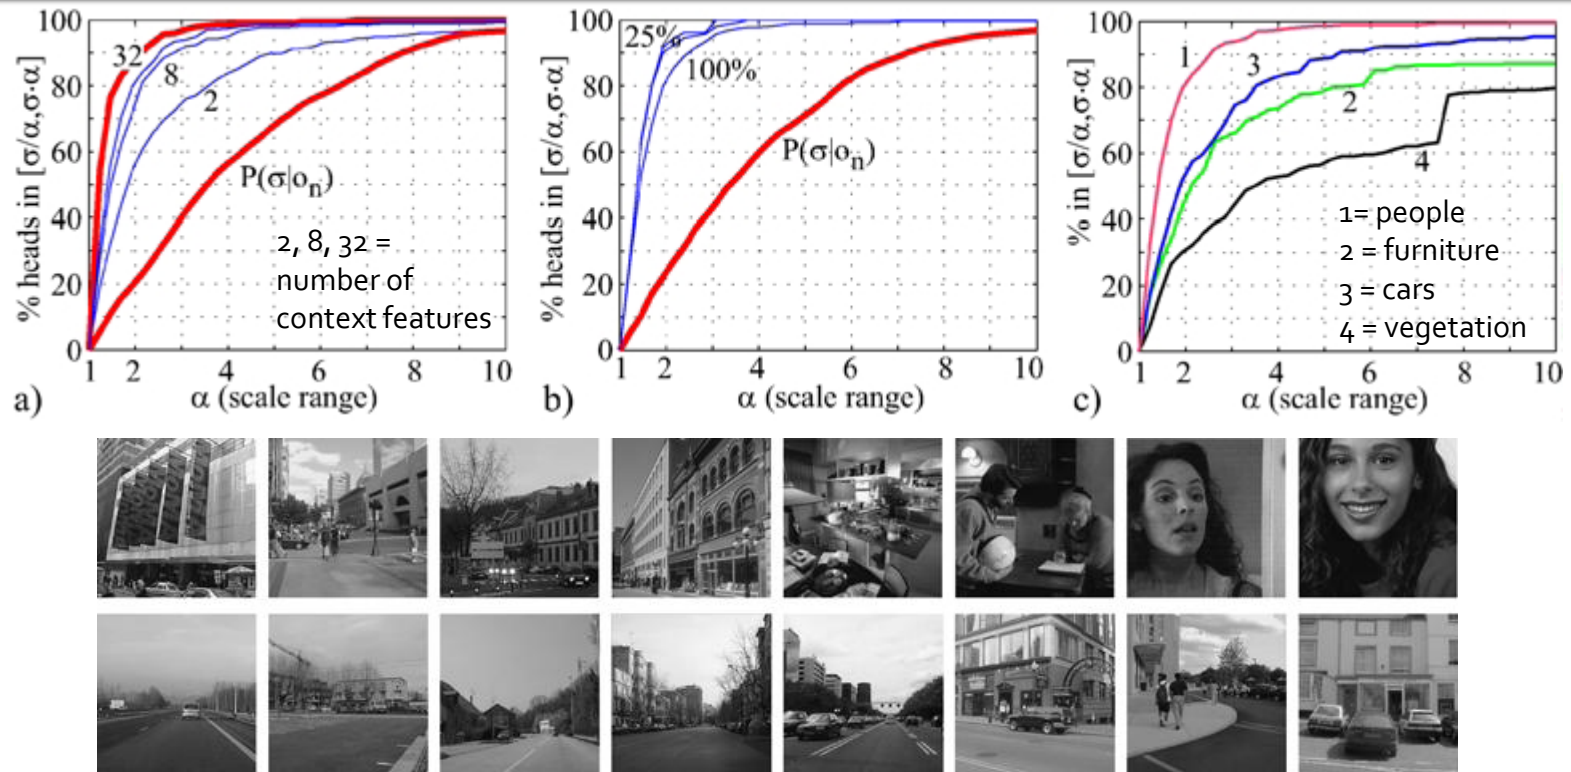 % heads in [σ/α,σ·α]
100
80
60
40
20
0
32
8
2
P(σ|oₙ)
2, 8, 32 =
number of
context features
1 2 4 6 8 10
a) α (scale range)
% heads in [σ/α,σ·α]
100
80
60
40
20
0
25%
100%
P(σ|oₙ)
1 2 4 6 8 10
b) α (scale range)
% in [σ/α,σ·α]
100
80
60
40
20
0
1
3
2
4
1= people
2 = furniture
3 = cars
4 = vegetation
1 2 4 6 8 10
c) α (scale range)